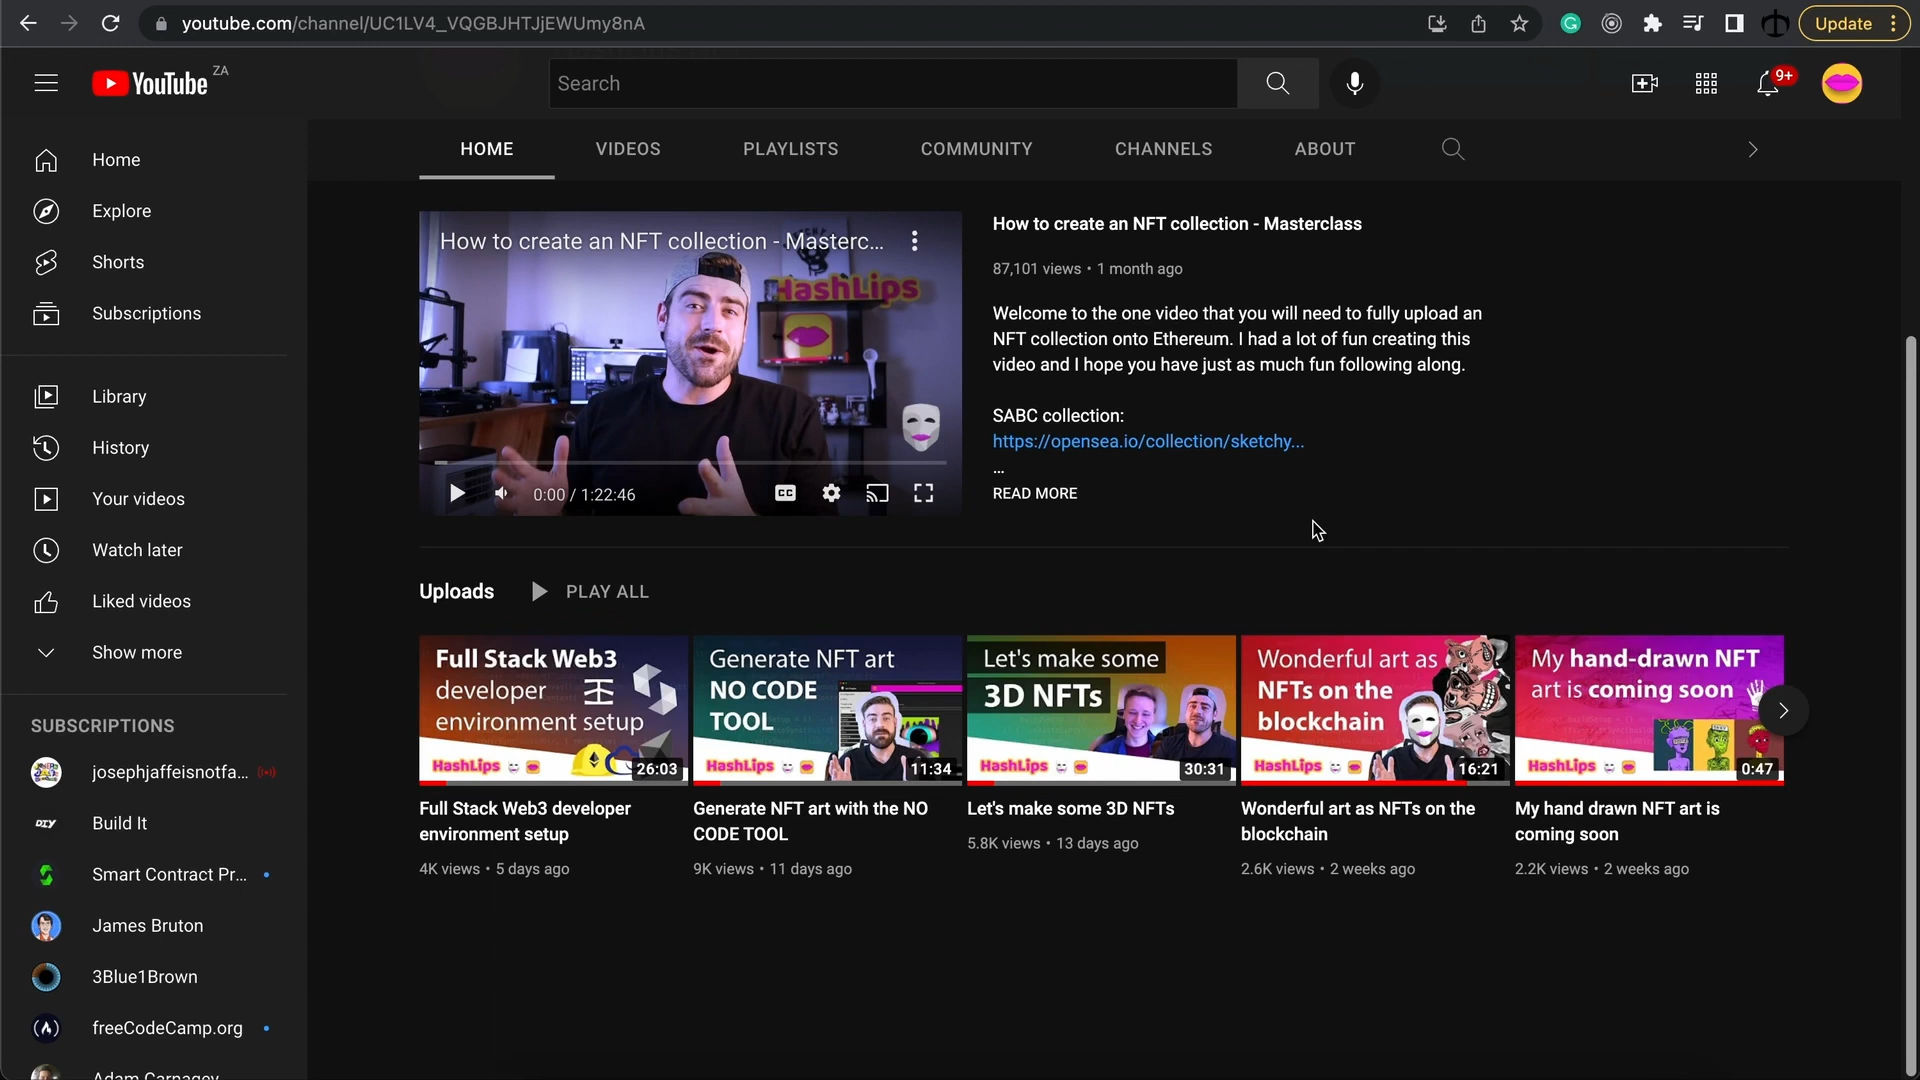 youtube.com/channel/UC1LV4_VQGBJHTJjEWUmy8nA
Update
YouTube ZA
Search
9+
Home
Explore
Shorts
Subscriptions
Library
History
Your videos
Watch later
Liked videos
Show more
SUBSCRIPTIONS
josephjaffeisnotfa...
DIY
Build It
Smart Contract Pr...
James Bruton
3Blue1Brown
freeCodeCamp.org
Adam Carnagey
HOME
VIDEOS
PLAYLISTS
COMMUNITY
CHANNELS
ABOUT
How to create an NFT collection - Masterc...
HashLips
0:00 / 1:22:46
CC
How to create an NFT collection - Masterclass
87,101 views • 1 month ago
Welcome to the one video that you will need to fully upload an
NFT collection onto Ethereum. I had a lot of fun creating this
video and I hope you have just as much fun following along.
SABC collection:
https://opensea.io/collection/sketchy...
...
READ MORE
Uploads
PLAY ALL
Full Stack Web3
developer
environment setup
HashLips
26:03
Full Stack Web3 developer
environment setup
4K views • 5 days ago
Generate NFT art
NO CODE
TOOL
HashLips
11:34
Generate NFT art with the NO
CODE TOOL
9K views • 11 days ago
Let's make some
3D NFTs
HashLips
30:31
Let's make some 3D NFTs
5.8K views • 13 days ago
Wonderful art as
NFTs on the
blockchain
HashLips
16:21
Wonderful art as NFTs on the
blockchain
2.6K views • 2 weeks ago
My hand-drawn NFT
art is coming soon
HashLips
0:47
My hand drawn NFT art is
coming soon
2.2K views • 2 weeks ago